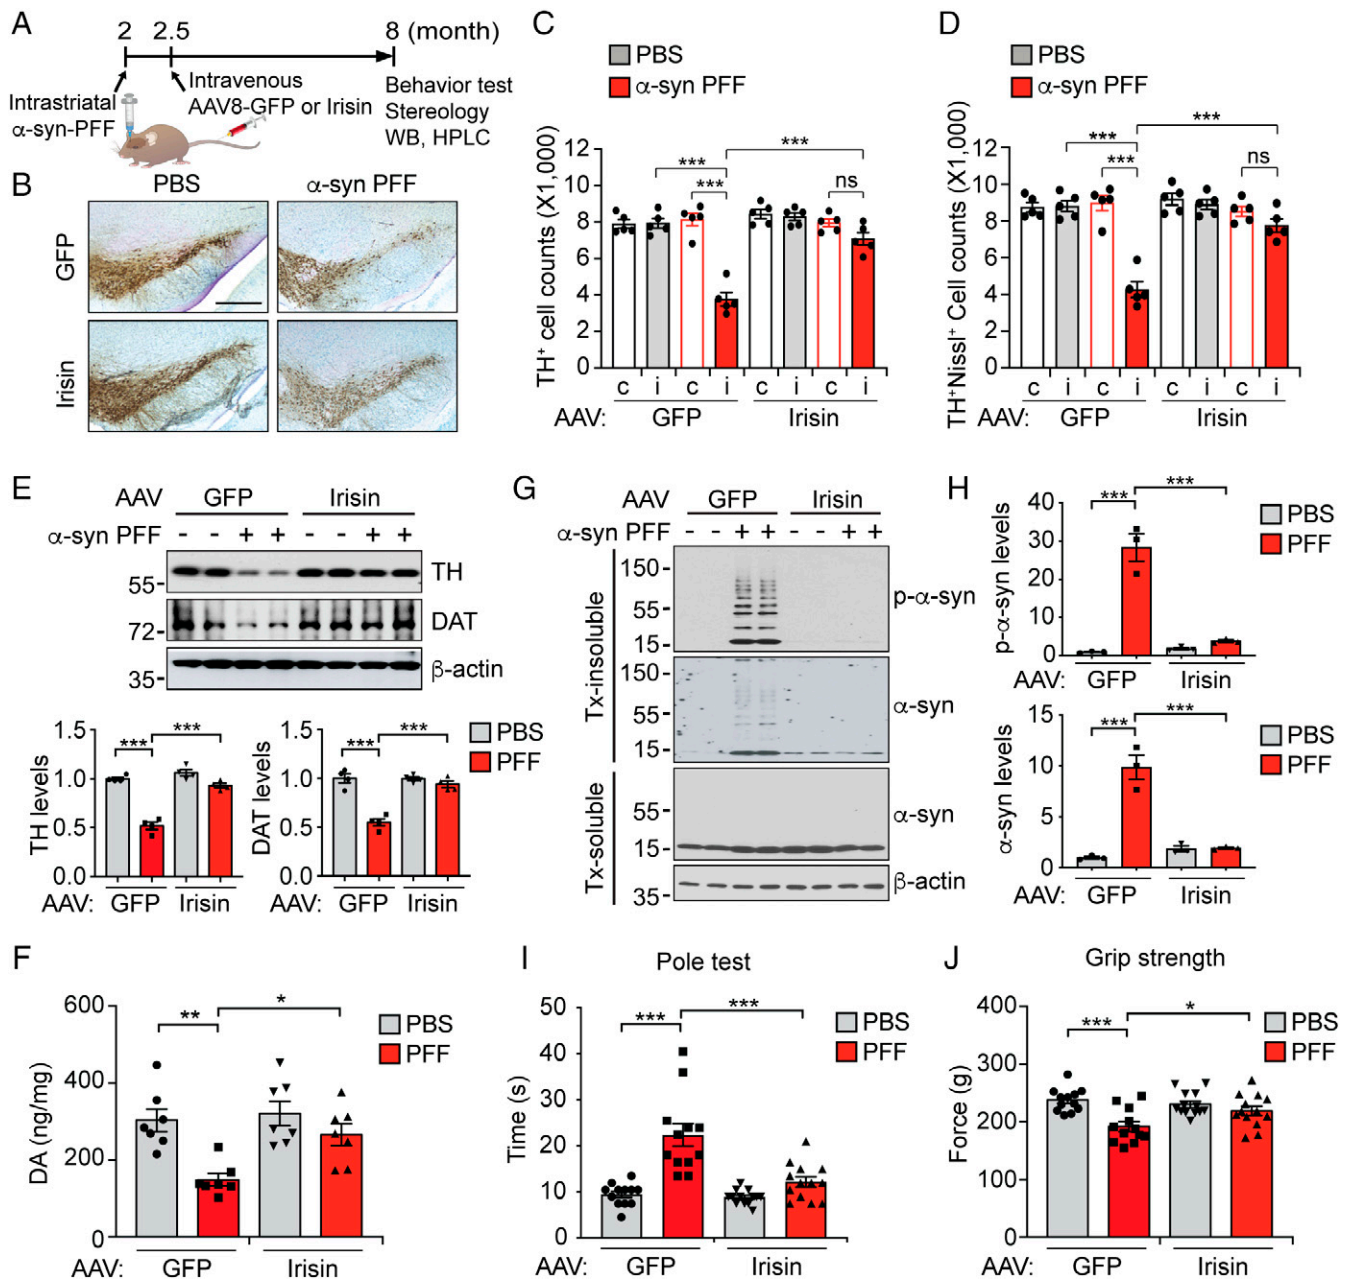 A
2 2.5 8 (month)
Intrastriatal
α-syn-PFF
Intravenous
AAV8-GFP or Irisin
Behavior test
Stereology
WB, HPLC
B
PBS α-syn PFF
GFP
Irisin
C
PBS
α-syn PFF
TH+ cell counts (X1,000)
12
10
8
6
4
2
0
*** *** *** ns
c i c i c i c i
AAV: GFP Irisin
D
PBS
α-syn PFF
TH+Nissl+ Cell counts (X1,000)
12
10
8
6
4
2
0
*** *** *** ns
c i c i c i c i
AAV: GFP Irisin
E
AAV GFP Irisin
α-syn PFF - - + + - - + +
55- TH
72- DAT
35- β-actin
TH levels
1.5
1.0
0.5
0.0
*** ***
AAV: GFP Irisin
DAT levels
1.5
1.0
0.5
0.0
*** ***
AAV: GFP Irisin
PBS
PFF
G
AAV GFP Irisin
α-syn PFF - - + + - - + +
Tx-insoluble
150-
55-
15-
p-α-syn
150-
55-
15-
α-syn
Tx-soluble
55-
15-
α-syn
35-
β-actin
H
p-α-syn levels
40
30
20
10
0
*** ***
PBS
PFF
AAV: GFP Irisin
α-syn levels
15
10
5
0
*** ***
PBS
PFF
AAV: GFP Irisin
F
DA (ng/mg)
600
400
200
0
** *
PBS
PFF
AAV: GFP Irisin
I
Pole test
Time (s)
50
40
30
20
10
0
*** ***
PBS
PFF
AAV: GFP Irisin
J
Grip strength
Force (g)
400
300
200
100
0
*** *
PBS
PFF
AAV: GFP Irisin